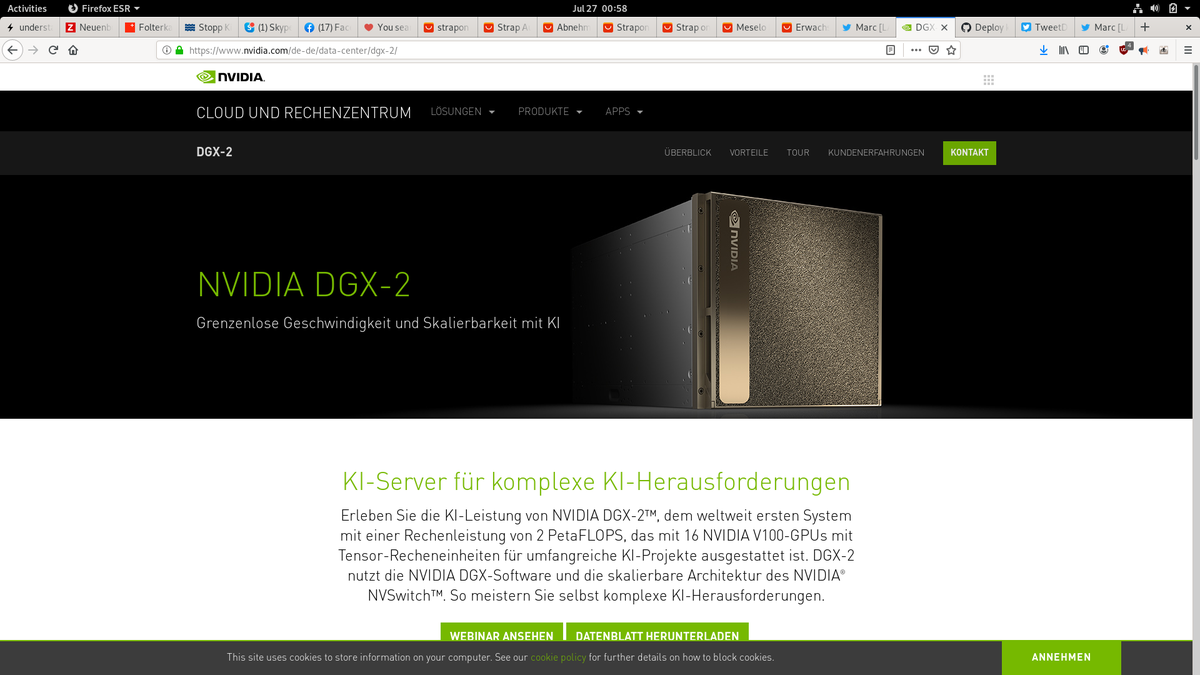 Activities Firefox ESR Jul 27 00:58
underst Neuenb Folterka Stopp K (1) Skype (17) Fac You sea strapon Strap A Abnehm Strapon Strap on Meselo Erwach Marc [L DGX Deploy TweetD Marc [L
https://www.nvidia.com/de-de/data-center/dgx-2/
4
NVIDIA.
CLOUD UND RECHENZENTRUM LÖSUNGEN PRODUKTE APPS
DGX-2 ÜBERBLICK VORTEILE TOUR KUNDENERFAHRUNGEN KONTAKT
NVIDIA
NVIDIA DGX-2
Grenzenlose Geschwindigkeit und Skalierbarkeit mit KI
KI-Server für komplexe KI-Herausforderungen
Erleben Sie die KI-Leistung von NVIDIA DGX-2™, dem weltweit ersten System
mit einer Rechenleistung von 2 PetaFLOPS, das mit 16 NVIDIA V100-GPUs mit
Tensor-Recheneinheiten für umfangreiche KI-Projekte ausgestattet ist. DGX-2
nutzt die NVIDIA DGX-Software und die skalierbare Architektur des NVIDIA®
NVSwitch™. So meistern Sie selbst komplexe KI-Herausforderungen.
WEBINAR ANSEHEN DATENBLATT HERUNTERLADEN
This site uses cookies to store information on your computer. See our cookie policy for further details on how to block cookies. ANNEHMEN